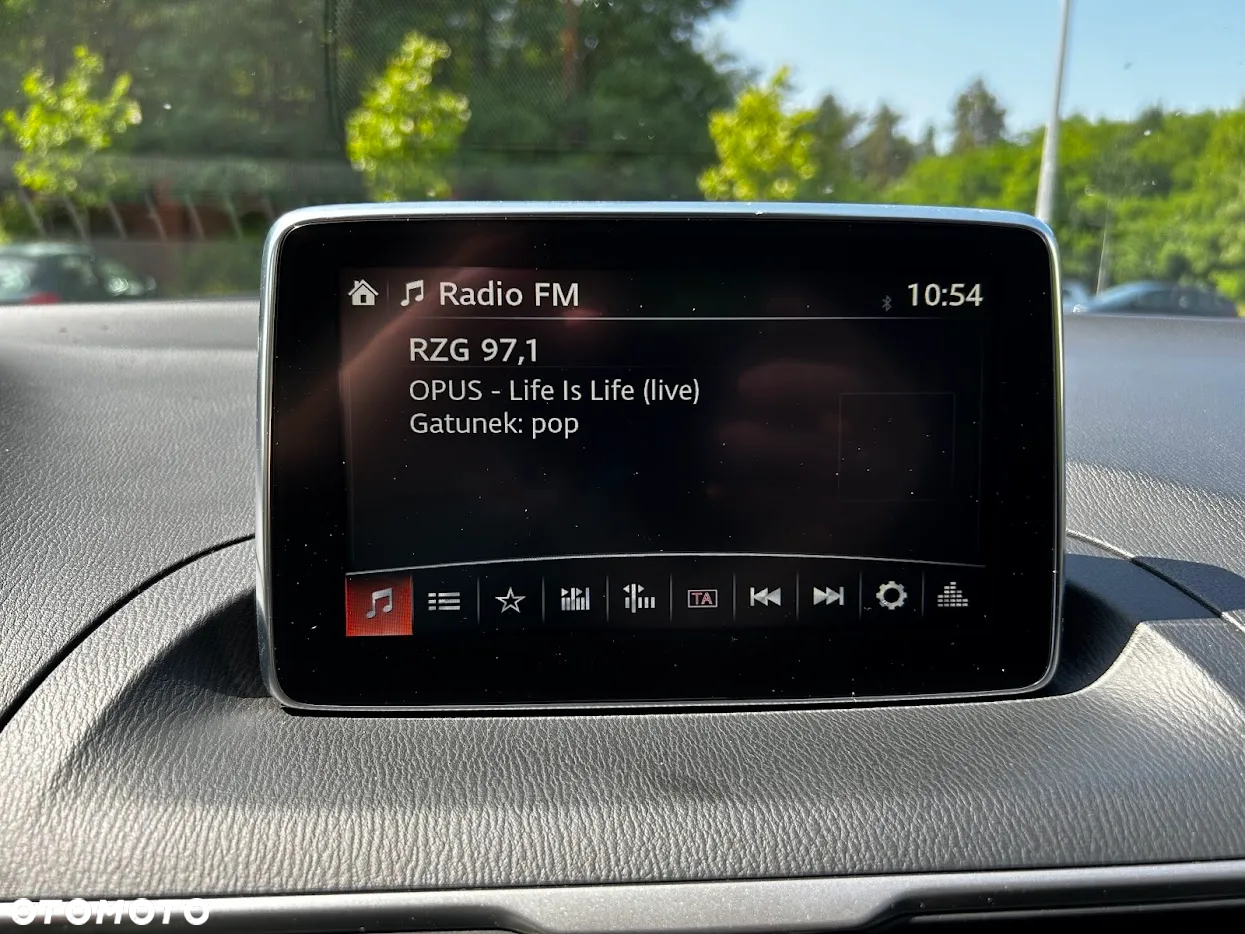 Radio FM
10:54
RZG 97,1
OPUS - Life Is Life (live)
Gatunek: pop
TA
OTOMOTO